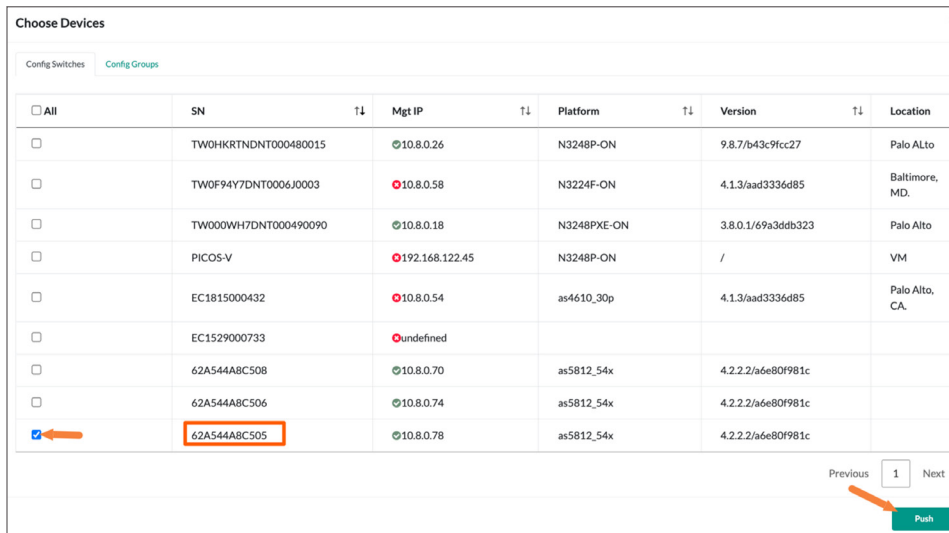 Choose Devices
Config Switches Config Groups
All SN Mgt IP Platform Version Location
TW0HKRTNDNT000480015 10.8.0.26 N3248P-ON 9.8.7/b43c9fcc27 Palo ALto
TW0F94Y7DNT0006J0003 10.8.0.58 N3224F-ON 4.1.3/aad3336d85 Baltimore,
MD.
TW000WH7DNT000490090 10.8.0.18 N3248PXE-ON 3.8.0.1/69a3ddb323 Palo Alto
PICOS-V 192.168.122.45 N3248P-ON / VM
EC1815000432 10.8.0.54 as4610_30p 4.1.3/aad3336d85 Palo Alto,
CA.
EC1529000733 undefined
62A544A8C508 10.8.0.70 as5812_54x 4.2.2.2/a6e80f981c
62A544A8C506 10.8.0.74 as5812_54x 4.2.2.2/a6e80f981c
62A544A8C505 10.8.0.78 as5812_54x 4.2.2.2/a6e80f981c
Previous 1 Next
Push